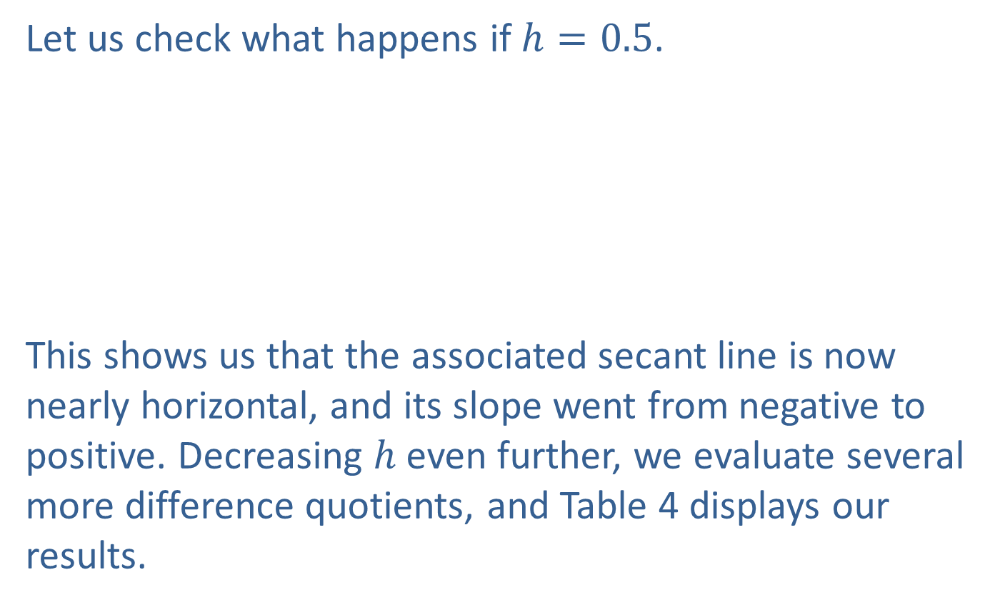 Let us check what happens if ℎ = 0.5.
This shows us that the associated secant line is now
nearly horizontal, and its slope went from negative to
positive. Decreasing ℎ even further, we evaluate several
more difference quotients, and Table 4 displays our
results.